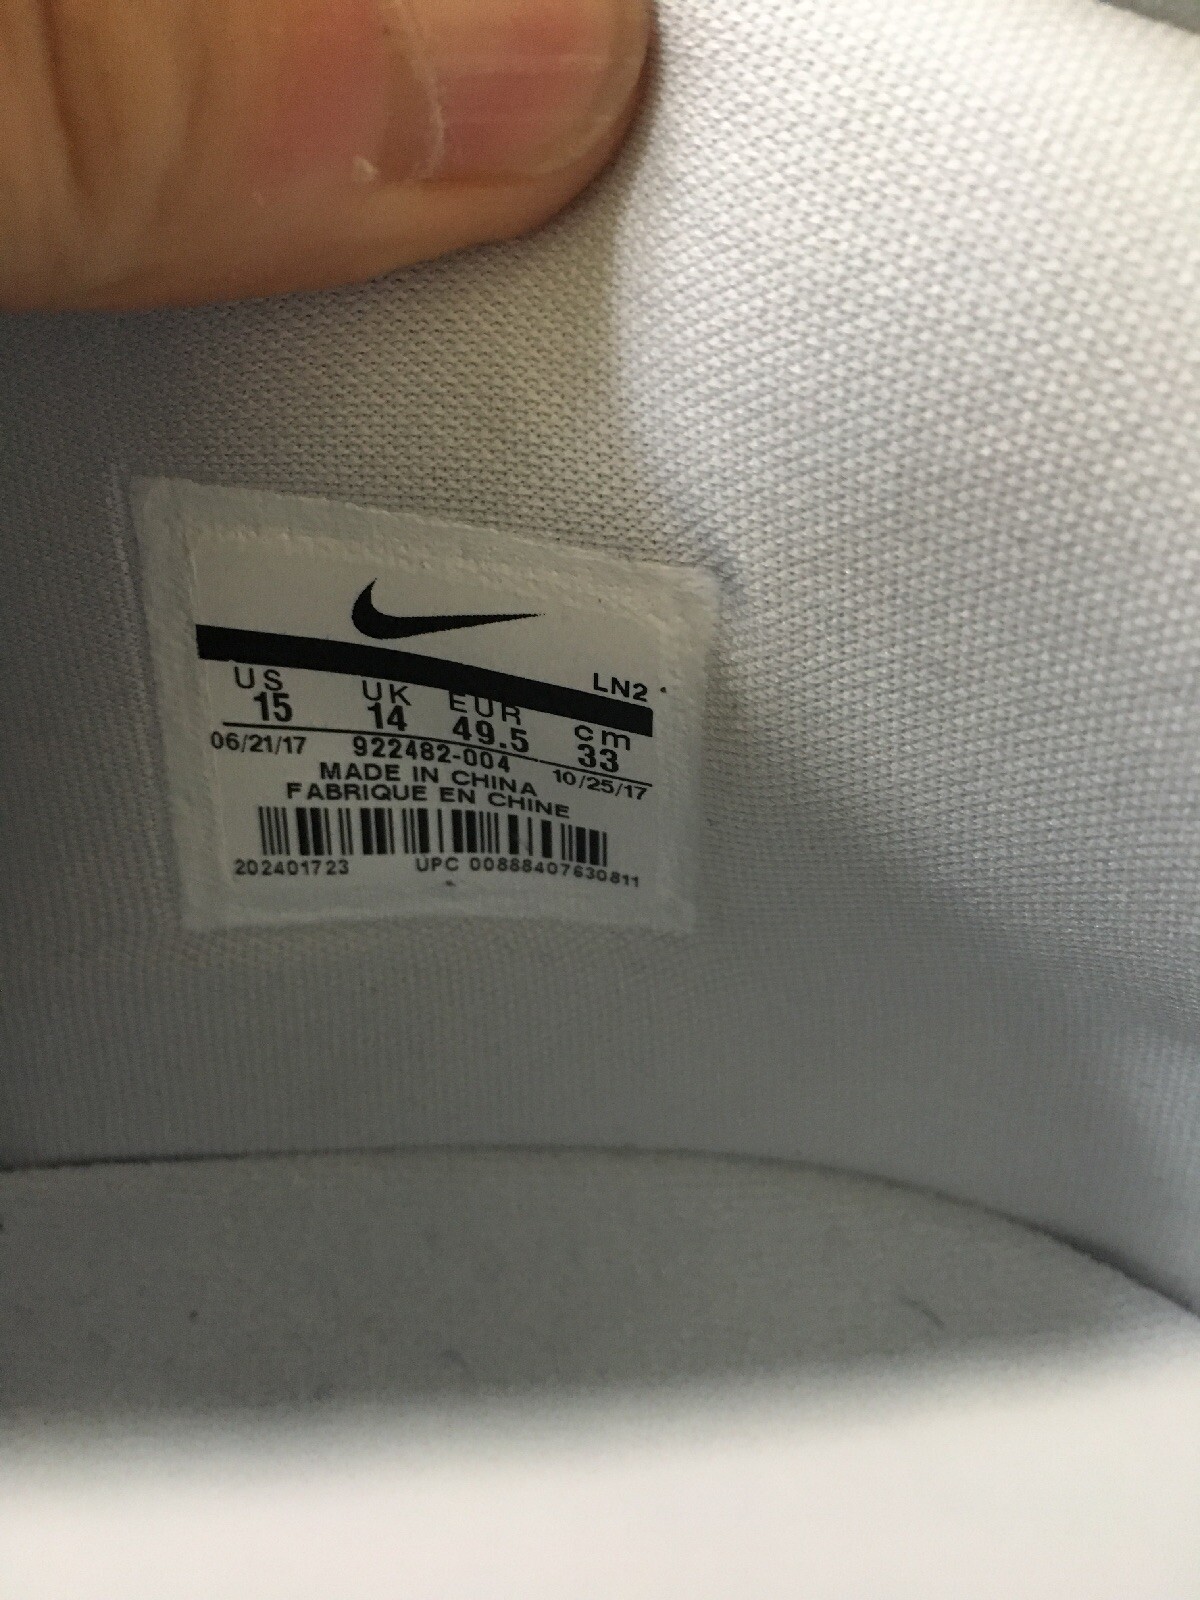 LN2
US UK EUR cm
15 14 49.5 33
06/21/17 922482-004 10/25/17
MADE IN CHINA
FABRIQUE EN CHINE
202401723 UPC 00888407630811